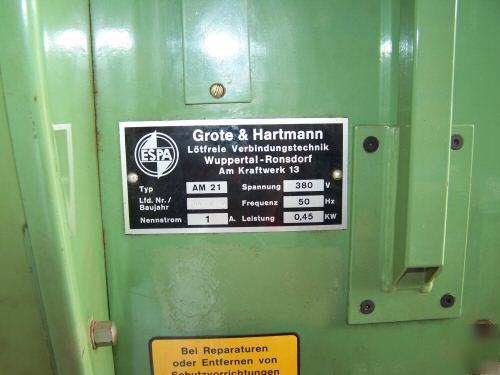 Grote & Hartmann
Lötfreie Verbindungstechnik
Wuppertal-Ronsdorf
Am Kraftwerk 13
ESPA
Typ AM 21 Spannung 380 V
Lfd. Nr./
Baujahr Frequenz 50 Hz
Nennstrom 1 A. Leistung 0,45 KW
Bei Reparaturen
oder Entfernen von
Schutzvorrichtungen